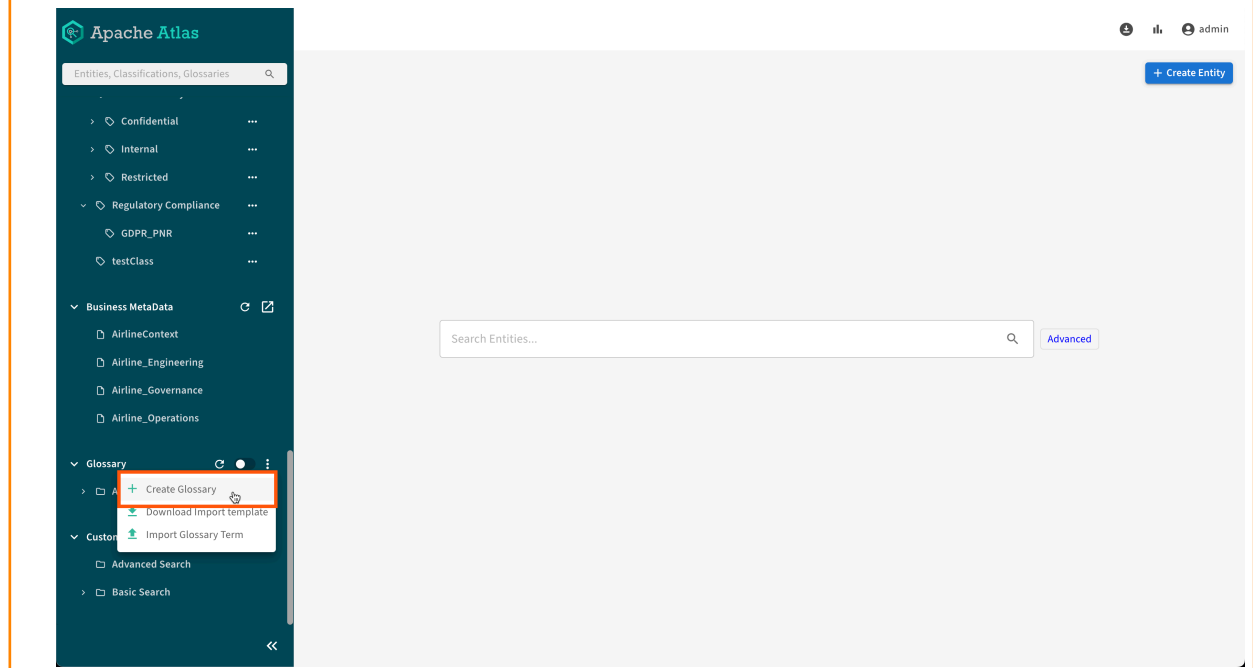 Apache Atlas
admin
Entities, Classifications, Glossaries
+ Create Entity
Confidential
Internal
Restricted
Regulatory Compliance
GDPR_PNR
testClass
Business MetaData
AirlineContext
Search Entities...
Advanced
Airline_Engineering
Airline_Governance
Airline_Operations
Glossary
A
+ Create Glossary
Download Import template
Custom
Import Glossary Term
Advanced Search
Basic Search